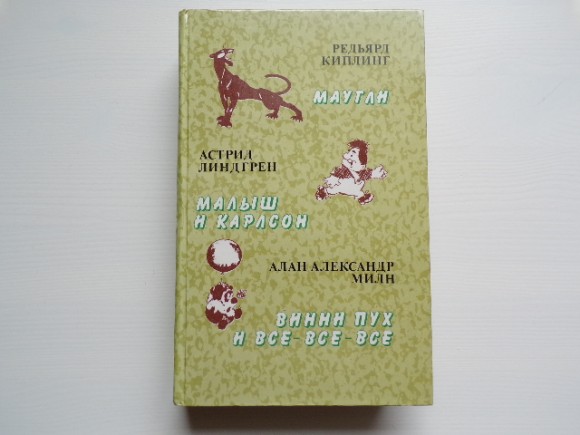 РЕДЬЯРД
КИПЛИНГ
МАУГЛИ
АСТРИД
ЛИНДГРЕН
МАЛЫШ
И КАРЛСОН
АЛАН АЛЕКСАНДР
МИЛН
ВИННИ ПУХ
И ВСЕ-ВСЕ-ВСЕ